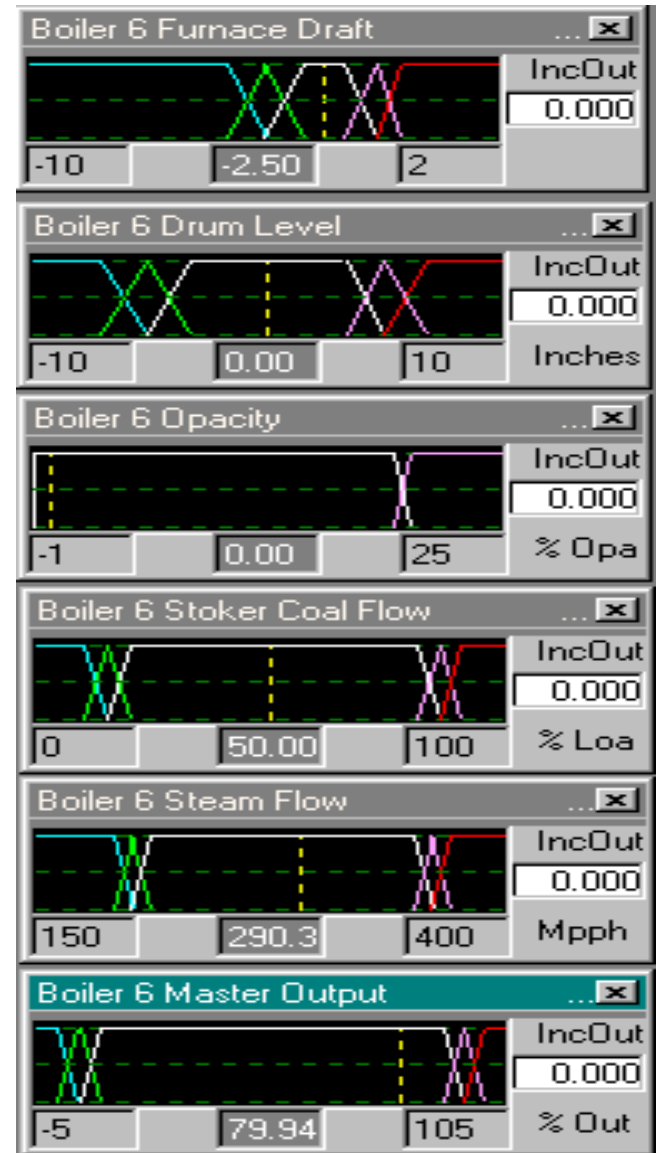 Boiler 6 Furnace Draft ...
IncOut
0.000
-10 -2.50 2
Boiler 6 Drum Level ...
IncOut
0.000
-10 0.00 10 Inches
Boiler 6 Opacity ...
IncOut
0.000
-1 0.00 25 % Opa
Boiler 6 Stoker Coal Flow ...
IncOut
0.000
0 50.00 100 % Loa
Boiler 6 Steam Flow ...
IncOut
0.000
150 290.3 400 Mpph
Boiler 6 Master Output ...
IncOut
0.000
-5 79.94 105 % Out